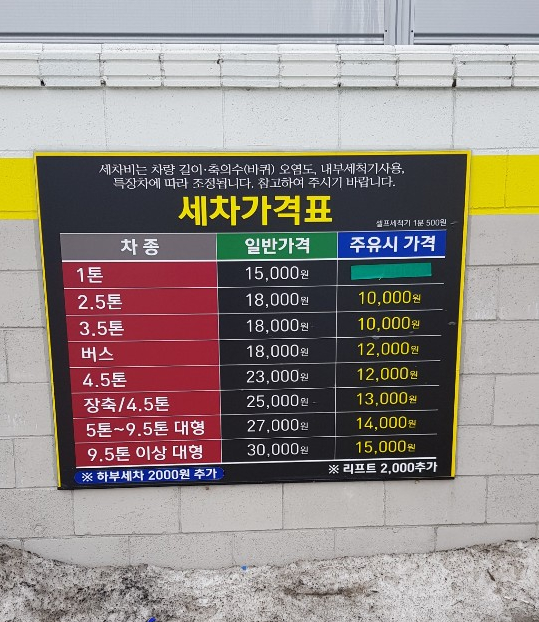 세차비는 차량 길이·축의수(바퀴) 오염도, 내부세척기사용,
특장차에 따라 조정됩니다. 참고하여 주시기 바랍니다.
세차가격표
셀프세척기 1분 500원
차 종 일반가격 주유시 가격
1톤 15,000원
2.5톤 18,000원 10,000원
3.5톤 18,000원 10,000원
버스 18,000원 12,000원
4.5톤 23,000원 12,000원
장축/4.5톤 25,000원 13,000원
5톤~9.5톤 대형 27,000원 14,000원
9.5톤 이상 대형 30,000원 15,000원
※ 하부세차 2000원 추가 ※ 리프트 2,000추가